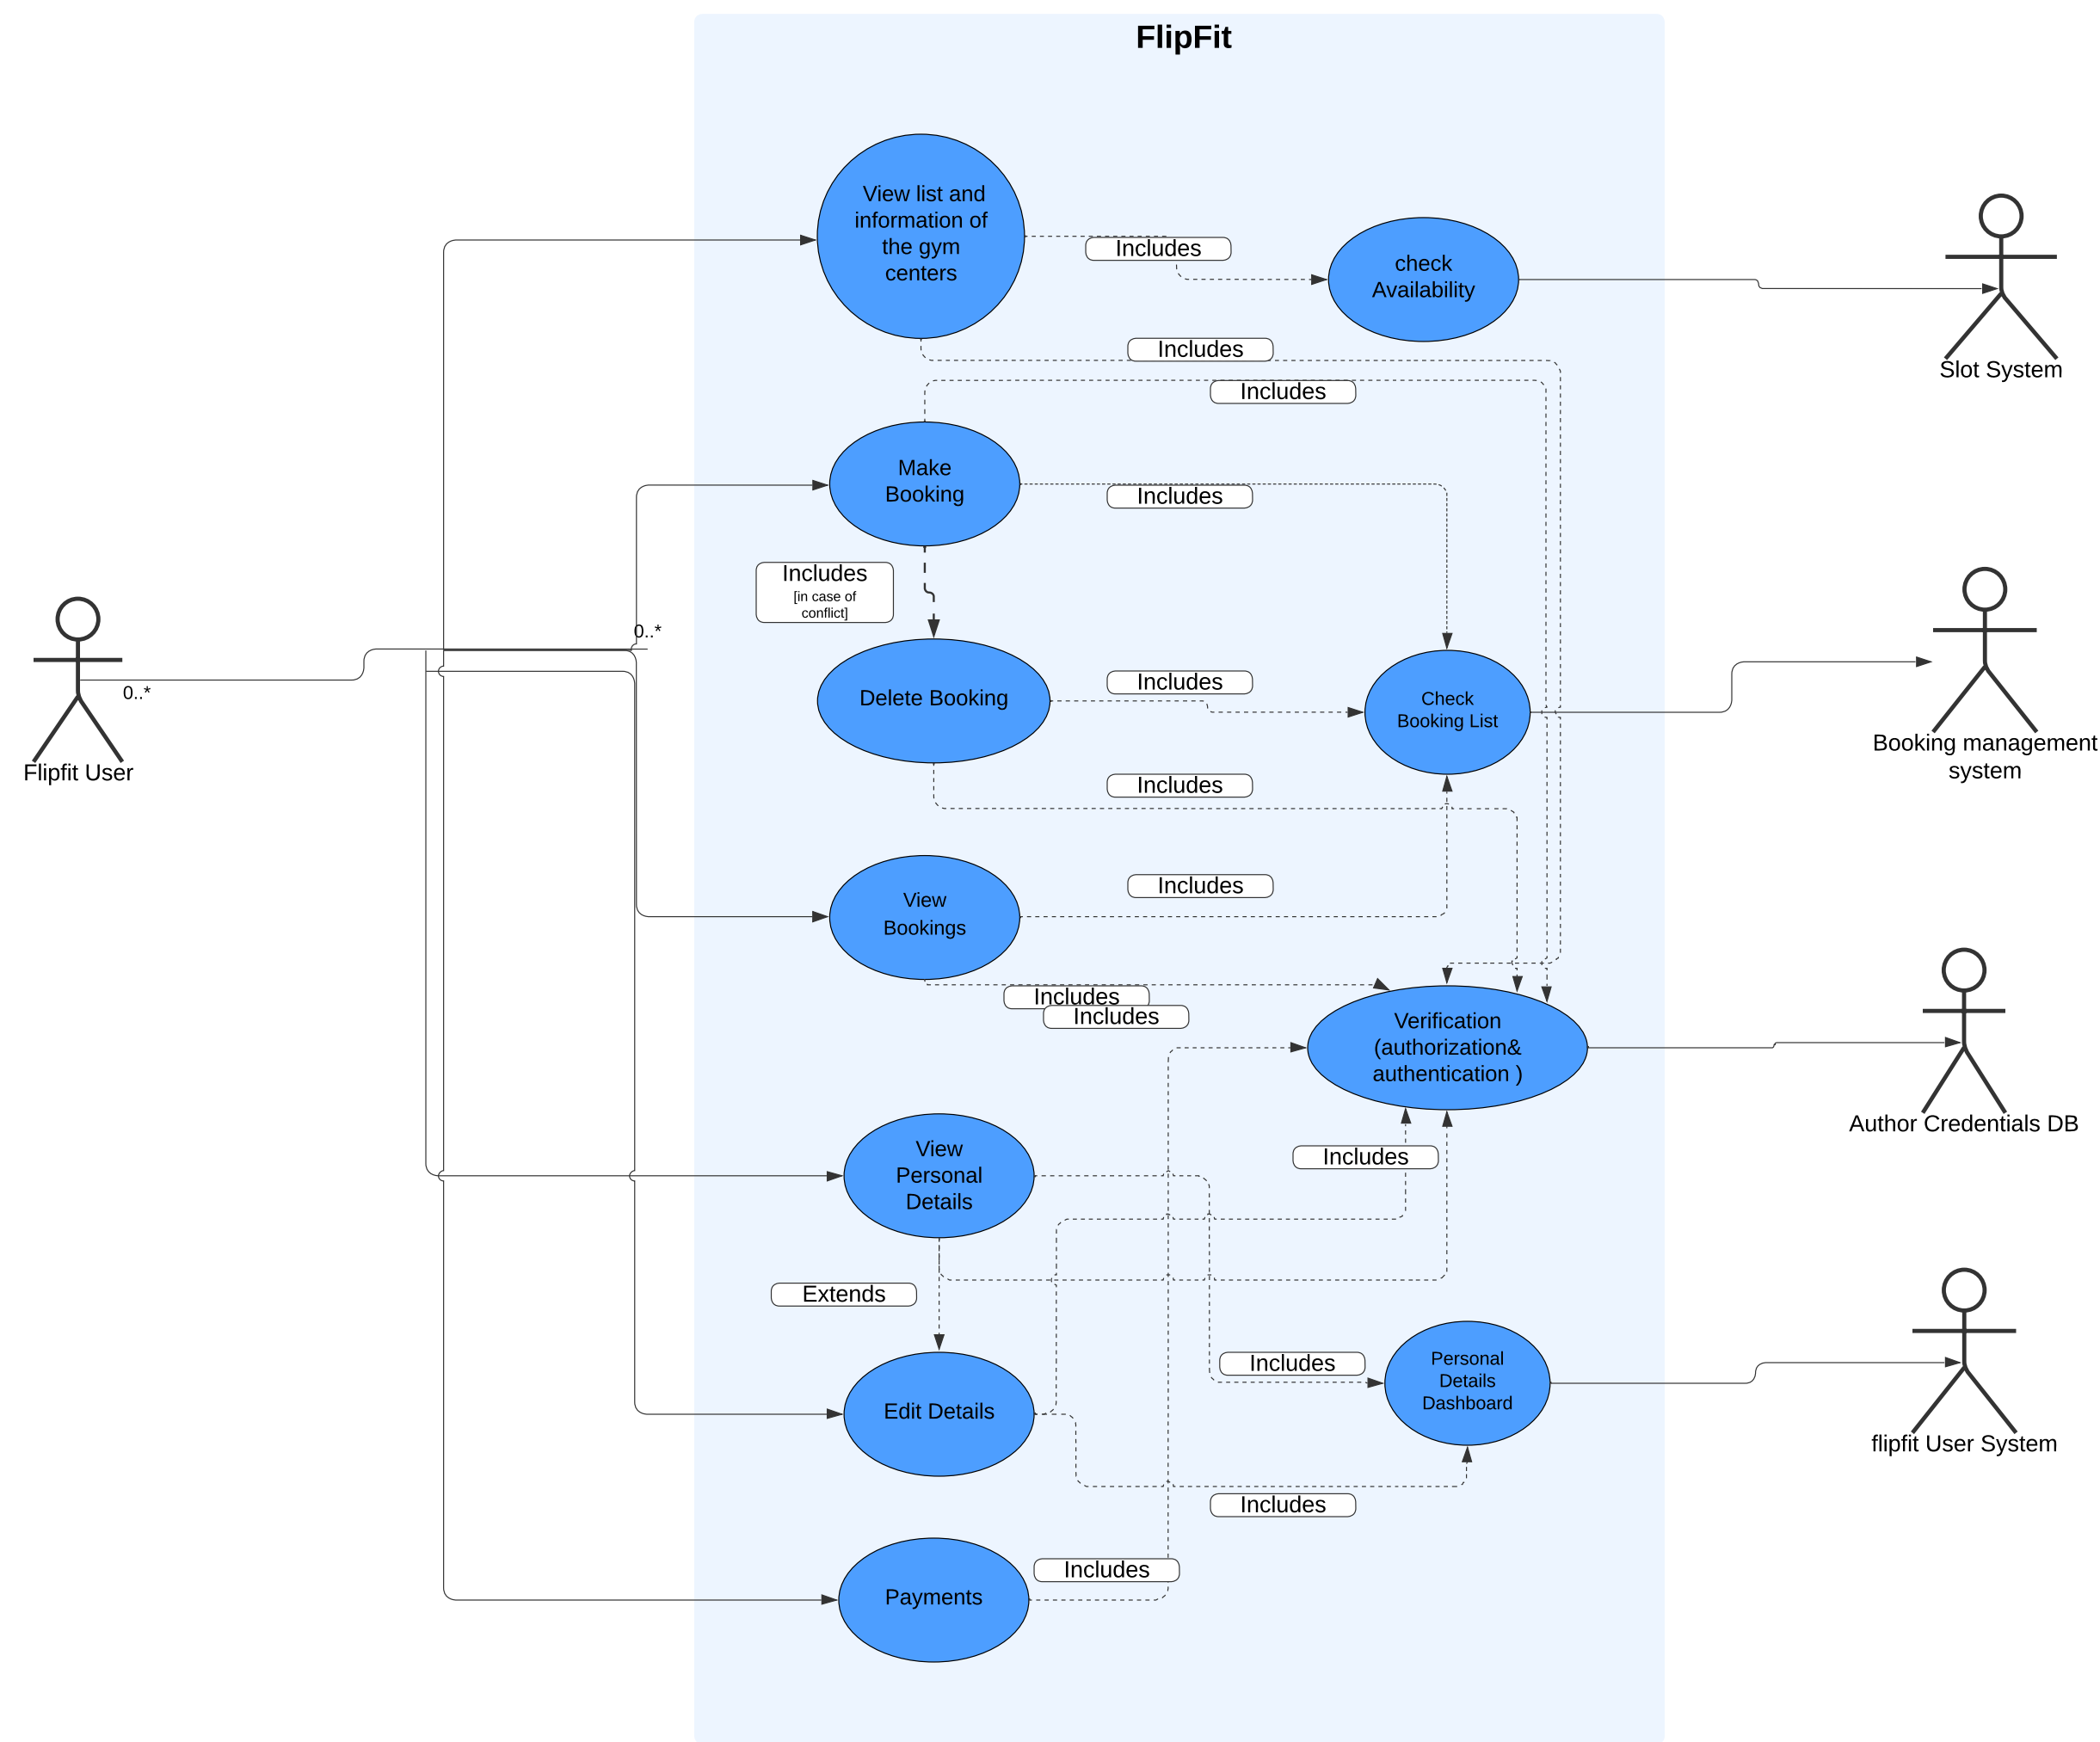 FlipFit
View list and
information of
the gym
centers
Includes
check
Availability
Slot System
Includes
Includes
Make
Booking
Includes
Includes
[in case of
conflict]
0..*
0..*
Flipfit User
Delete Booking
Includes
Check
Booking List
Booking management
system
Includes
View
Bookings
Includes
Includes
Includes
Verification
(authorization&
authentication )
Author Credentials DB
View
Personal
Details
Includes
Extends
Includes
Personal
Details
Dashboard
flipfit User System
Edit Details
Includes
Includes
Payments